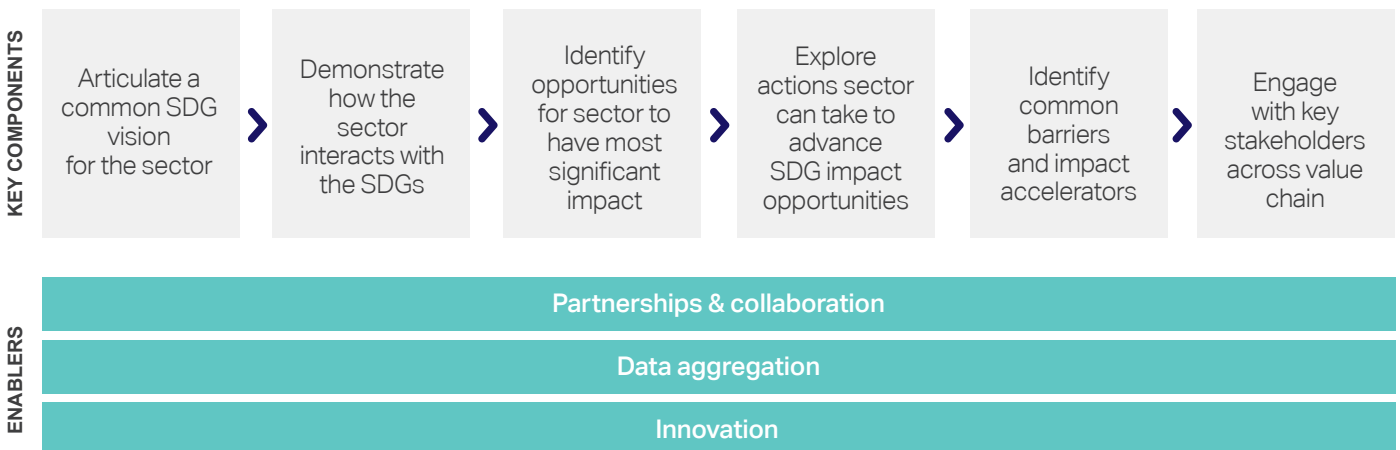 KEY COMPONENTS
Articulate a
common SDG
vision
for the sector
Demonstrate
how the
sector
interacts with
the SDGs
Identify
opportunities
for sector to
have most
significant
impact
Explore
actions sector
can take to
advance
SDG impact
opportunities
Identify
common
barriers
and impact
accelerators
Engage
with key
stakeholders
across value
chain
ENABLERS
Partnerships & collaboration
Data aggregation
Innovation